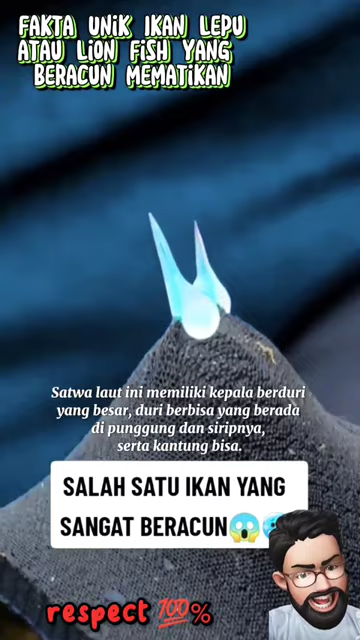 FAKTA UNIK IKAN LEPU
ATAU LION FISH YANG
BERACUN MEMATIKAN
Satwa laut ini memiliki kepala berduri
yang besar, duri berbisa yang berada
di punggung dan siripnya,
serta kantung bisa.
SALAH SATU IKAN YANG
SANGAT BERACUN😱
respect 💯%